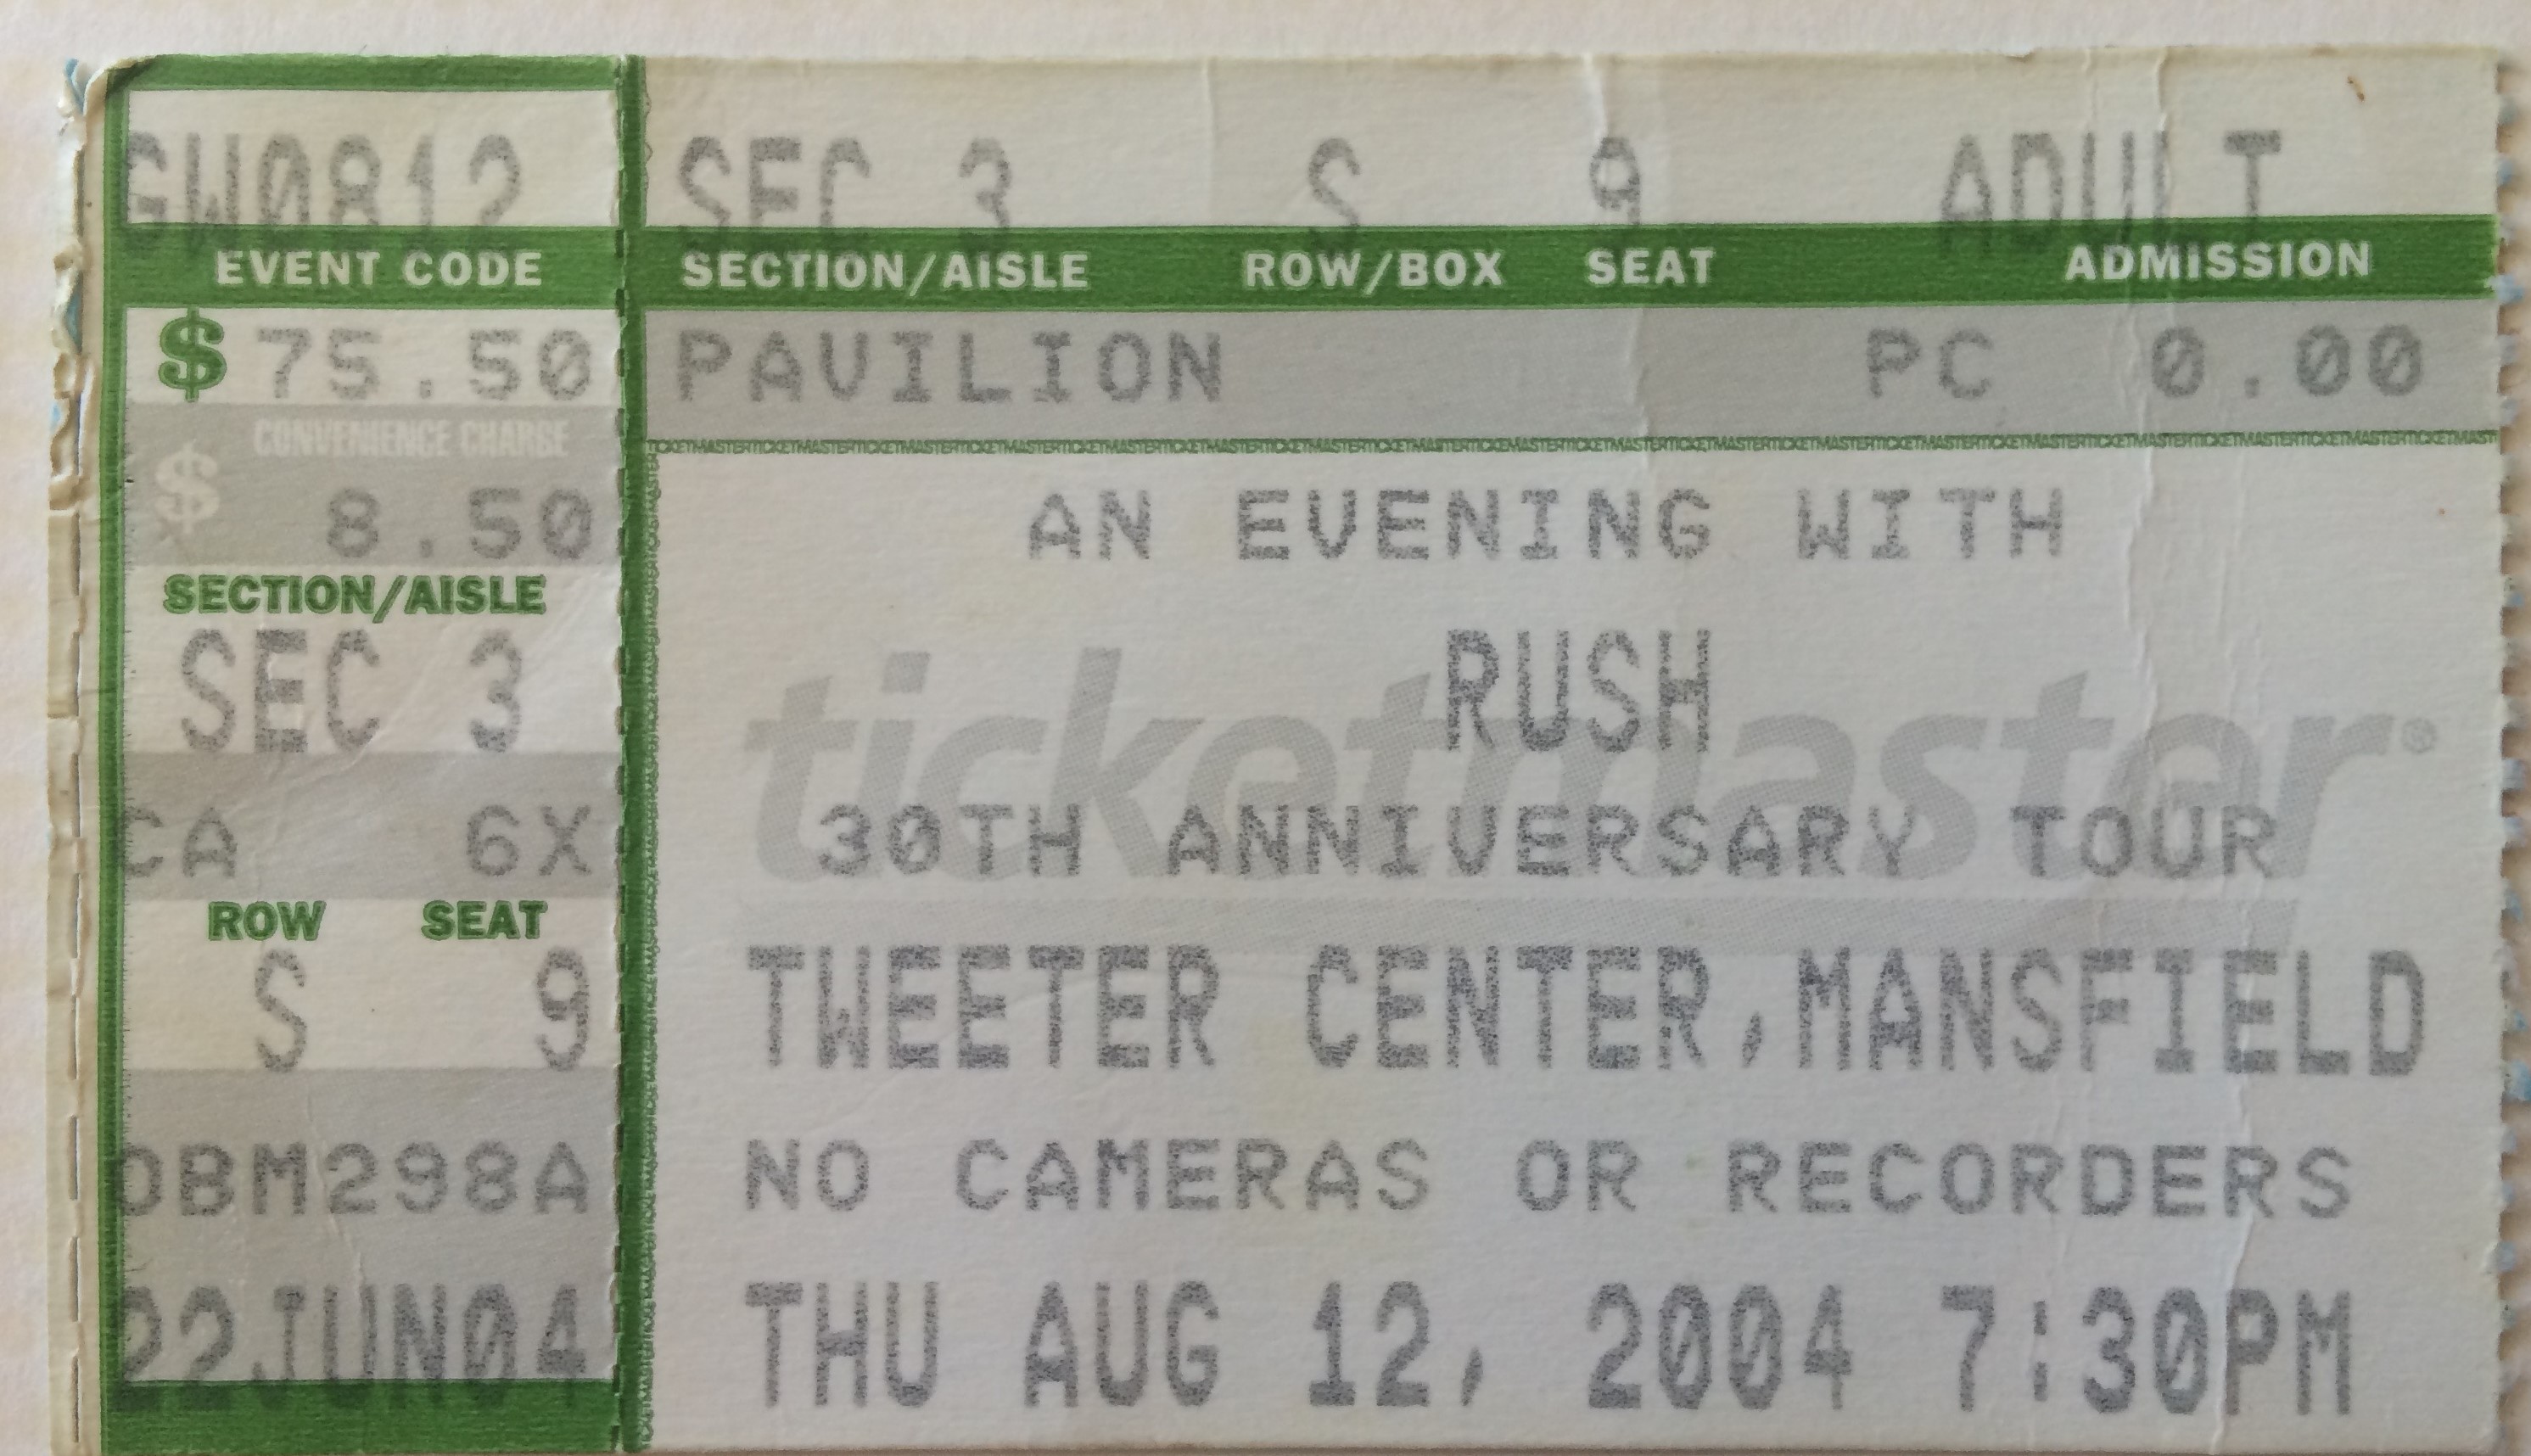 GW0812
EVENT CODE
$ 75.50
CONVENIENCE CHARGE
$ 8.50
SECTION/AISLE
SEC 3
CA 6X
ROW SEAT
S 9
OBM298A
22JUN04
SEC 3 S 9 ADULT
SECTION/AISLE ROW/BOX SEAT ADMISSION
PAVILION PC 0.00
TICKETMASTERTICKETMASTERTICKETMASTERTICKETMASTERTICKETMASTERTICKETMASTERTICKETMASTERTICKETMASTERTICKETMASTERTICKETMASTERTICKETMASTERTICKETMASTERTICKETMASTER
AN EVENING WITH
RUSH
ticketmaster®
30TH ANNIVERSARY TOUR
TWEETER CENTER,MANSFIELD
NO CAMERAS OR RECORDERS
THU AUG 12, 2004 7:30PM